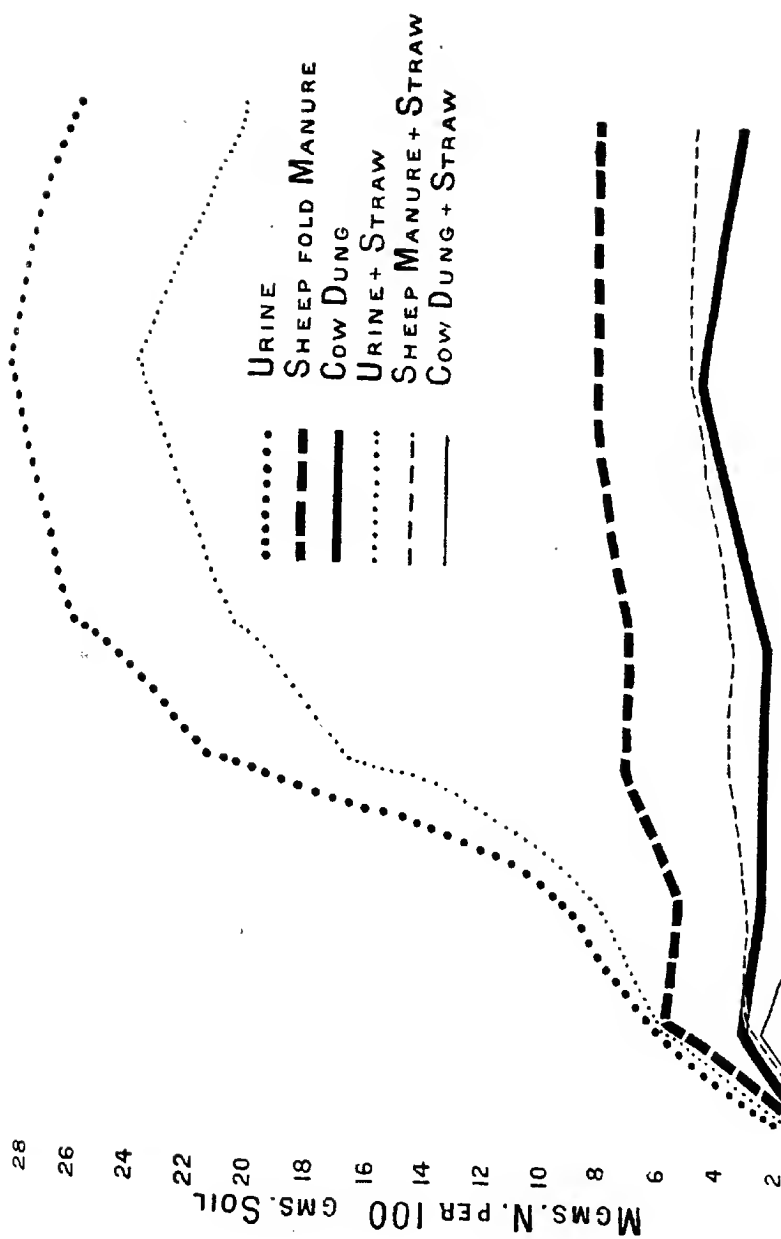 28
26
24
22
20
18
16
14
12
10
8
6
4
2
MGMS. N. PER 100 GMS. SOIL
URINE
SHEEP FOLD MANURE
COW DUNG
URINE + STRAW
SHEEP MANURE + STRAW
COW DUNG + STRAW